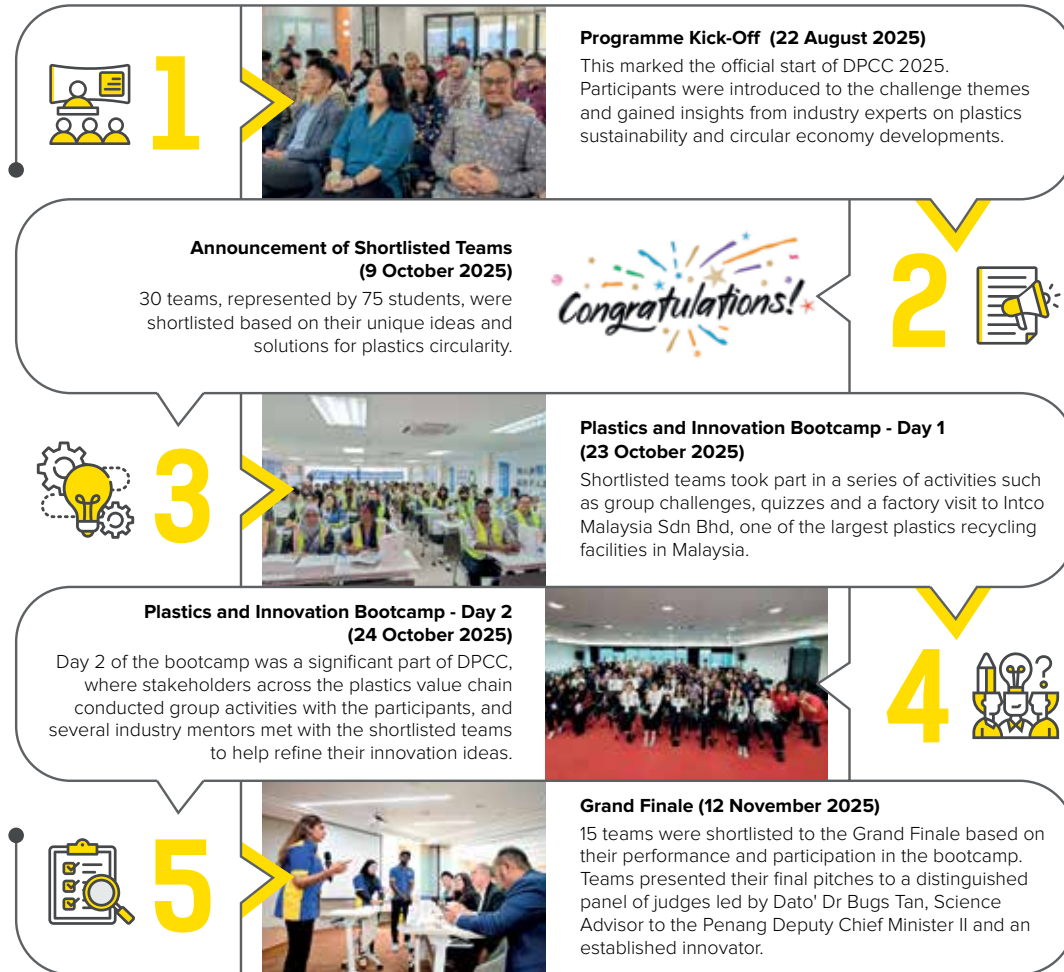 1
Programme Kick-Off (22 August 2025)
This marked the official start of DPCC 2025.
Participants were introduced to the challenge themes
and gained insights from industry experts on plastics
sustainability and circular economy developments.
Announcement of Shortlisted Teams
(9 October 2025)
30 teams, represented by 75 students, were
shortlisted based on their unique ideas and
solutions for plastics circularity.
Congratulations!
2
3
Plastics and Innovation Bootcamp - Day 1
(23 October 2025)
Shortlisted teams took part in a series of activities such
as group challenges, quizzes and a factory visit to Intco
Malaysia Sdn Bhd, one of the largest plastics recycling
facilities in Malaysia.
Plastics and Innovation Bootcamp - Day 2
(24 October 2025)
Day 2 of the bootcamp was a significant part of DPCC,
where stakeholders across the plastics value chain
conducted group activities with the participants, and
several industry mentors met with the shortlisted teams
to help refine their innovation ideas.
4
?
5
Grand Finale (12 November 2025)
15 teams were shortlisted to the Grand Finale based on
their performance and participation in the bootcamp.
Teams presented their final pitches to a distinguished
panel of judges led by Dato' Dr Bugs Tan, Science
Advisor to the Penang Deputy Chief Minister II and an
established innovator.